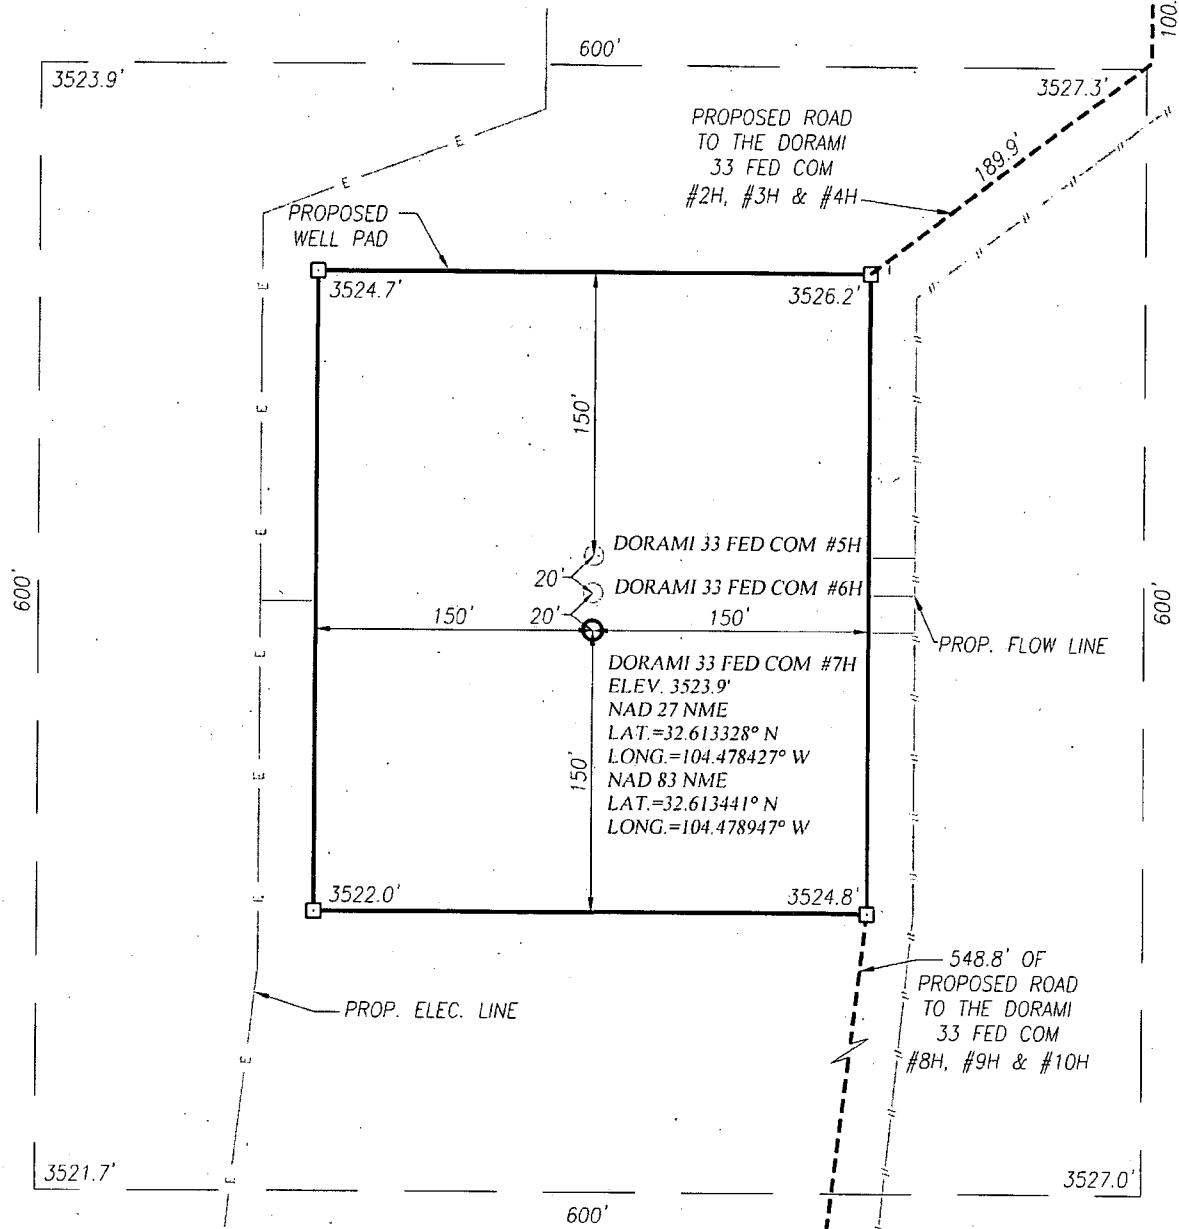 100.
600'
3523.9'
3527.3'
PROPOSED ROAD
TO THE DORAMI
33 FED COM
#2H, #3H & #4H
189.9'
E
E
PROPOSED
WELL PAD
3524.7'
3526.2'
E
E
150'
E
DORAMI 33 FED COM #5H
20'
DORAMI 33 FED COM #6H
600'
600'
20'
150'
150'
PROP. FLOW LINE
DORAMI 33 FED COM #7H
ELEV. 3523.9'
NAD 27 NME
LAT.=32.613328° N
LONG.=104.478427° W
NAD 83 NME
LAT.=32.613441° N
LONG.=104.478947° W
E
E
150'
E
3522.0'
3524.8'
548.8' OF
PROPOSED ROAD
TO THE DORAMI
33 FED COM
#8H, #9H & #10H
PROP. ELEC. LINE
E
3521.7'
E
3527.0'
600'